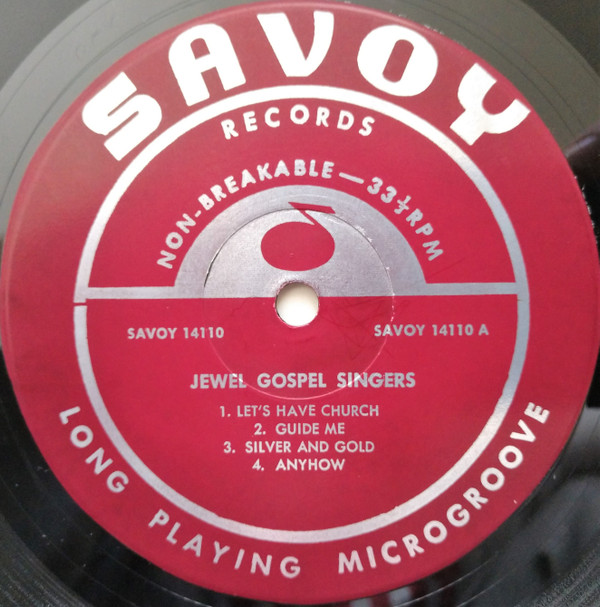 SAVOY
RECORDS
NON-BREAKABLE—33⅓RPM
SAVOY 14110
SAVOY 14110 A
JEWEL GOSPEL SINGERS
1. LET'S HAVE CHURCH
2. GUIDE ME
3. SILVER AND GOLD
4. ANYHOW
LONG PLAYING MICROGROOVE